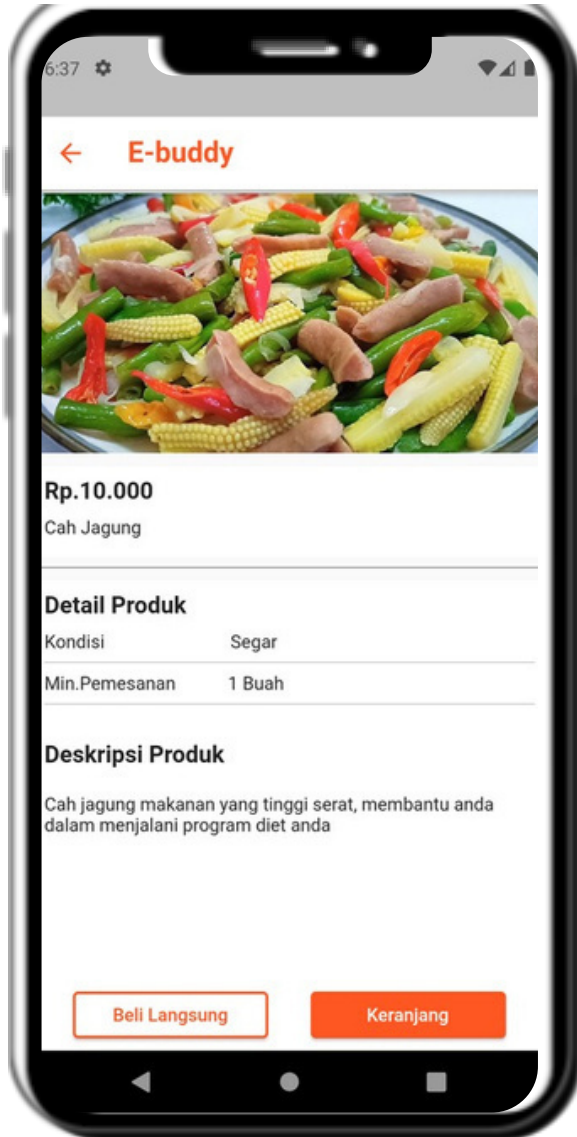 6:37
E-buddy
Rp.10.000
Cah Jagung
Detail Produk
Kondisi Segar
Min.Pemesanan 1 Buah
Deskripsi Produk
Cah jagung makanan yang tinggi serat, membantu anda
dalam menjalani program diet anda
Beli Langsung Keranjang